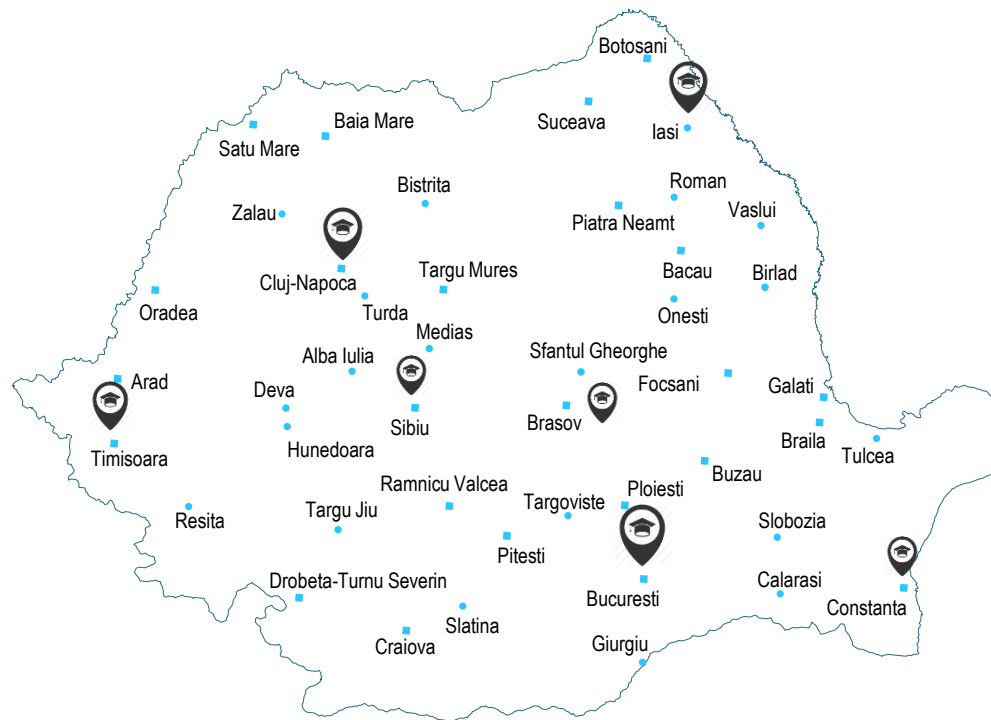 Botosani
Suceava
Iasi
Baia Mare
Satu Mare
Bistrita
Roman
Zalau
Piatra Neamt
Vaslui
Cluj-Napoca
Targu Mures
Bacau
Birlad
Oradea
Turda
Onesti
Medias
Alba Iulia
Sfantul Gheorghe
Arad
Deva
Focsani
Galati
Sibiu
Brasov
Hunedoara
Braila
Timisoara
Tulcea
Buzau
Ramnicu Valcea
Ploiesti
Targoviste
Resita
Targu Jiu
Slobozia
Pitesti
Drobeta-Turnu Severin
Calarasi
Bucuresti
Constanta
Slatina
Craiova
Giurgiu